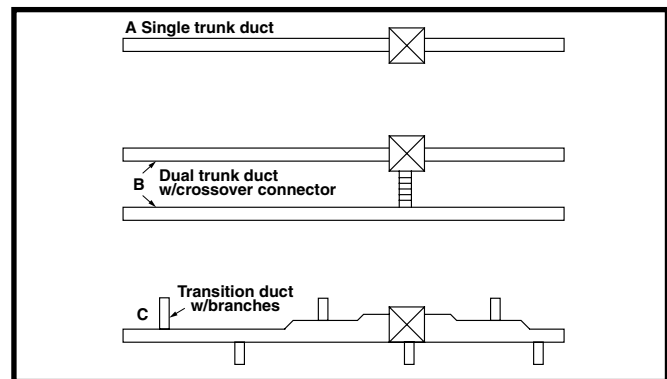 A Single trunk duct
B Dual trunk duct
w/crossover connector
Transition duct
C w/branches